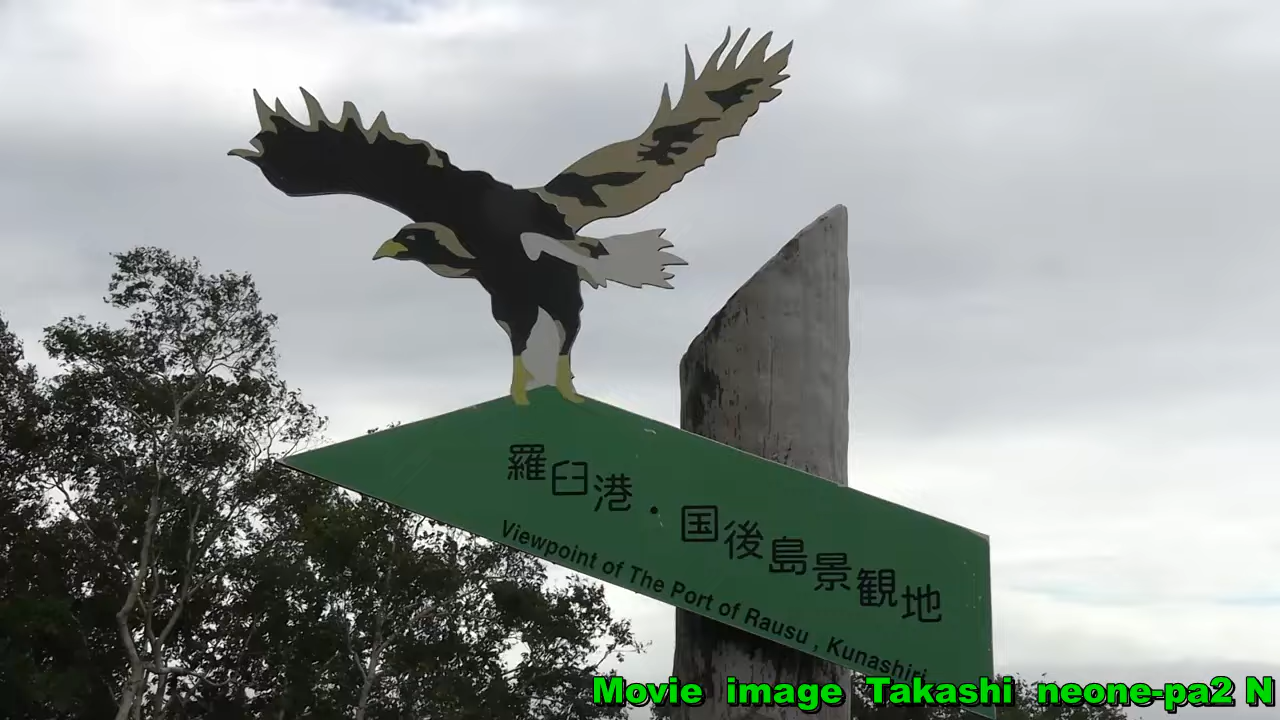 羅臼港・国後島景観地
Viewpoint of The Port of Rausu , Kunashiri
Movie image Takashi neone-pa2 N